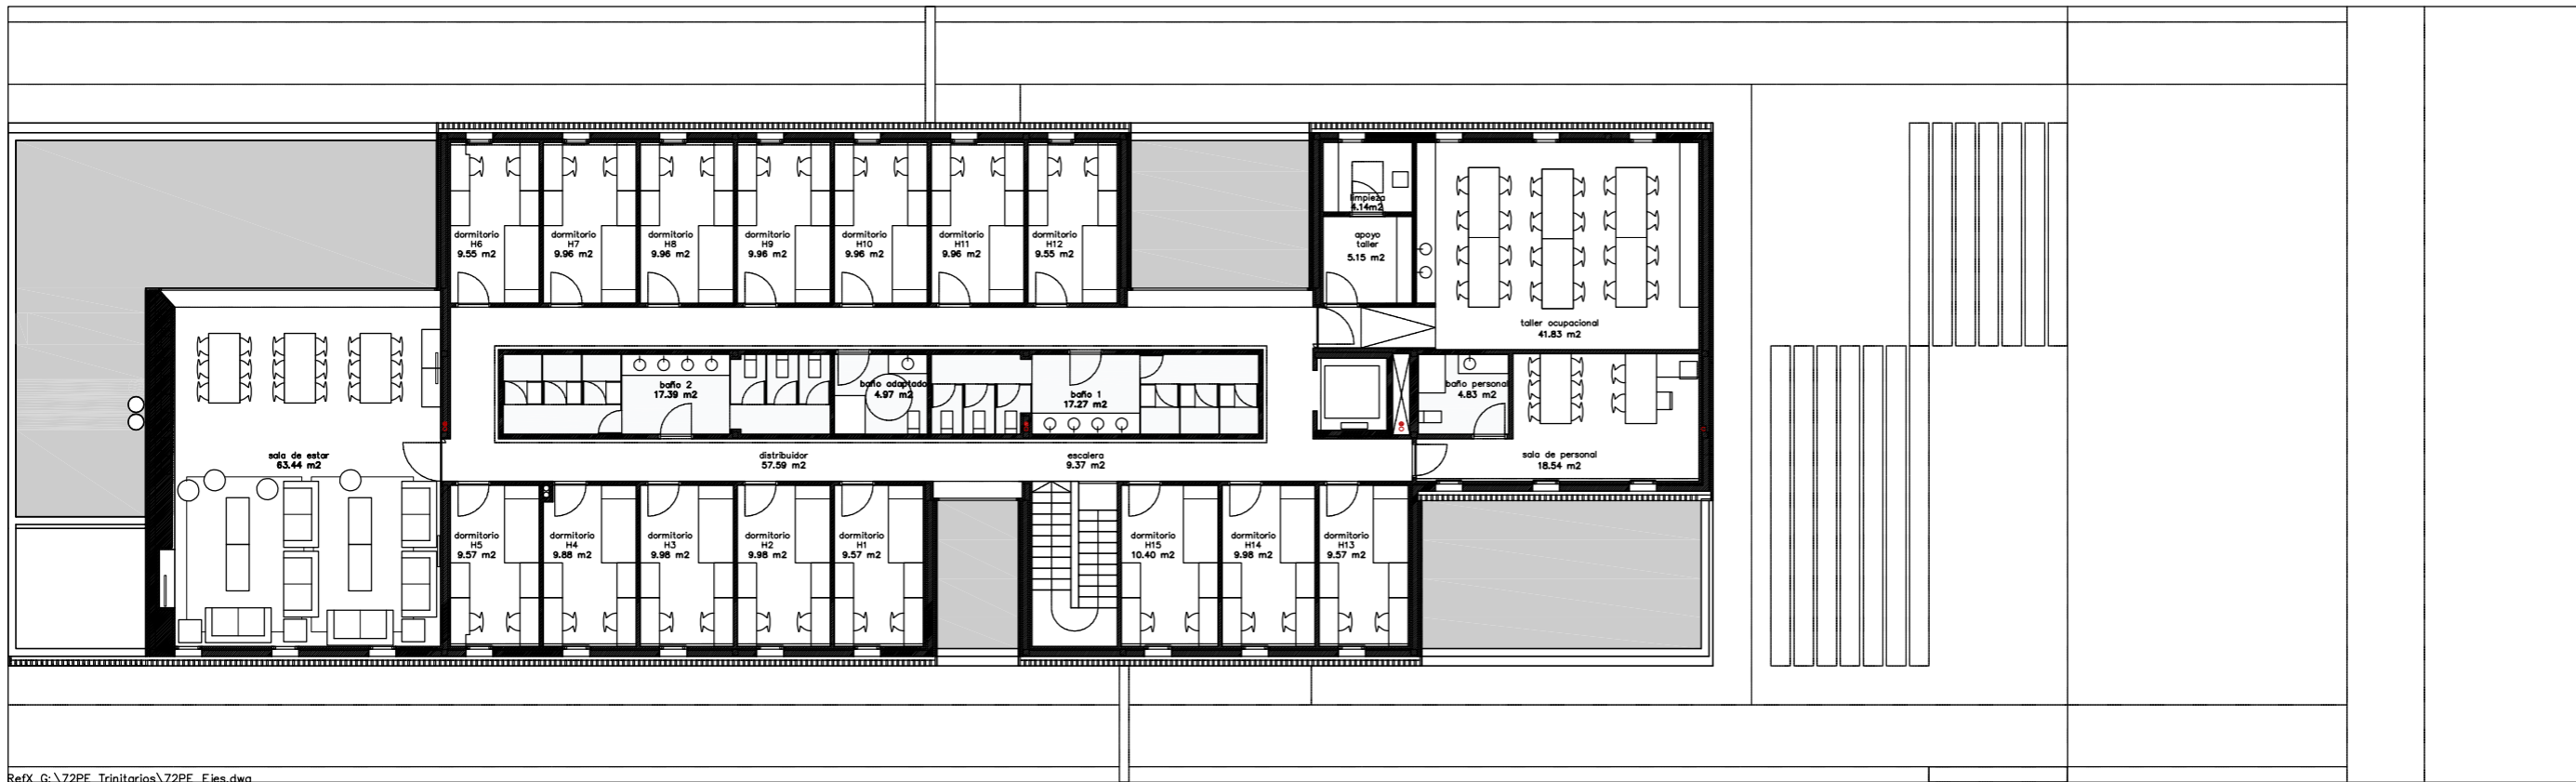 limpieza
4.14m2
dormitorio
H6
9.55 m2
dormitorio
H7
9.96 m2
dormitorio
H8
9.96 m2
dormitorio
H9
9.96 m2
dormitorio
H10
9.96 m2
dormitorio
H11
9.96 m2
dormitorio
H12
9.55 m2
apoyo
taller
5.15 m2
taller ocupacional
41.83 m2
baño 2
17.39 m2
baño adaptado
4.97 m2
baño 1
17.27 m2
baño personal
4.83 m2
sala de estar
63.44 m2
distribuidor
57.59 m2
escalera
9.37 m2
sala de personal
18.54 m2
dormitorio
H5
9.57 m2
dormitorio
H4
9.88 m2
dormitorio
H3
9.98 m2
dormitorio
H2
9.98 m2
dormitorio
H1
9.57 m2
dormitorio
H15
10.40 m2
dormitorio
H14
9.98 m2
dormitorio
H13
9.57 m2
RefX G:\72PE_Trinitarios\72PE_Ejes.dwg